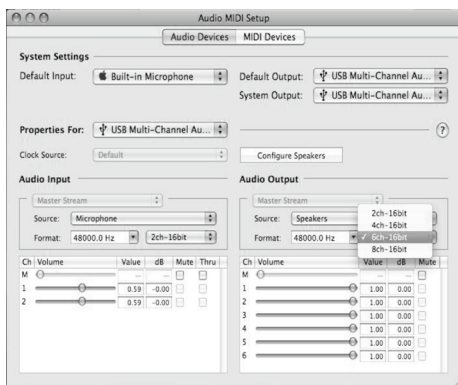 Audio MIDI Setup
Audio Devices MIDI Devices
System Settings
Default Input: Built-in Microphone
Default Output: USB Multi-Channel Au...
System Output: USB Multi-Channel Au...
Properties For: USB Multi-Channel Au... ?
Clock Source: Default
Configure Speakers
Audio Input
Master Stream
Source: Microphone
Format: 48000.0 Hz 2ch-16bit
Ch Volume Value dB Mute Thru
M ... ...
1 0.59 -0.00
2 0.59 -0.00
Audio Output
Master Stream
Source: Speakers
Format: 48000.0 Hz
2ch-16bit
4ch-16bit
✓ 6ch-16bit
8ch-16bit
Ch Volume Value dB Mute
M ... ...
1 1.00 0.00
2 1.00 0.00
3 1.00 0.00
4 1.00 0.00
5 1.00 0.00
6 1.00 0.00